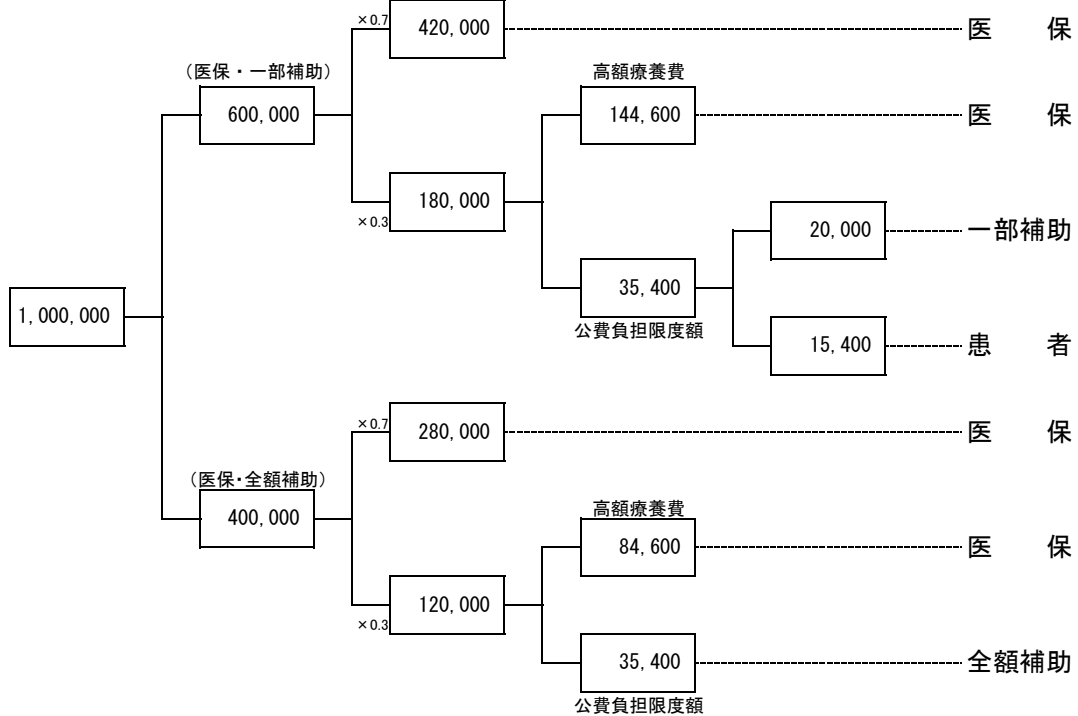 ×0.7
420,000
医 保
(医保・一部補助)
600,000
高額療養費
144,600
医 保
180,000
×0.3
20,000
一部補助
35,400
公費負担限度額
1,000,000
15,400
患 者
×0.7
280,000
医 保
(医保・全額補助)
400,000
高額療養費
84,600
医 保
120,000
×0.3
35,400
全額補助
公費負担限度額